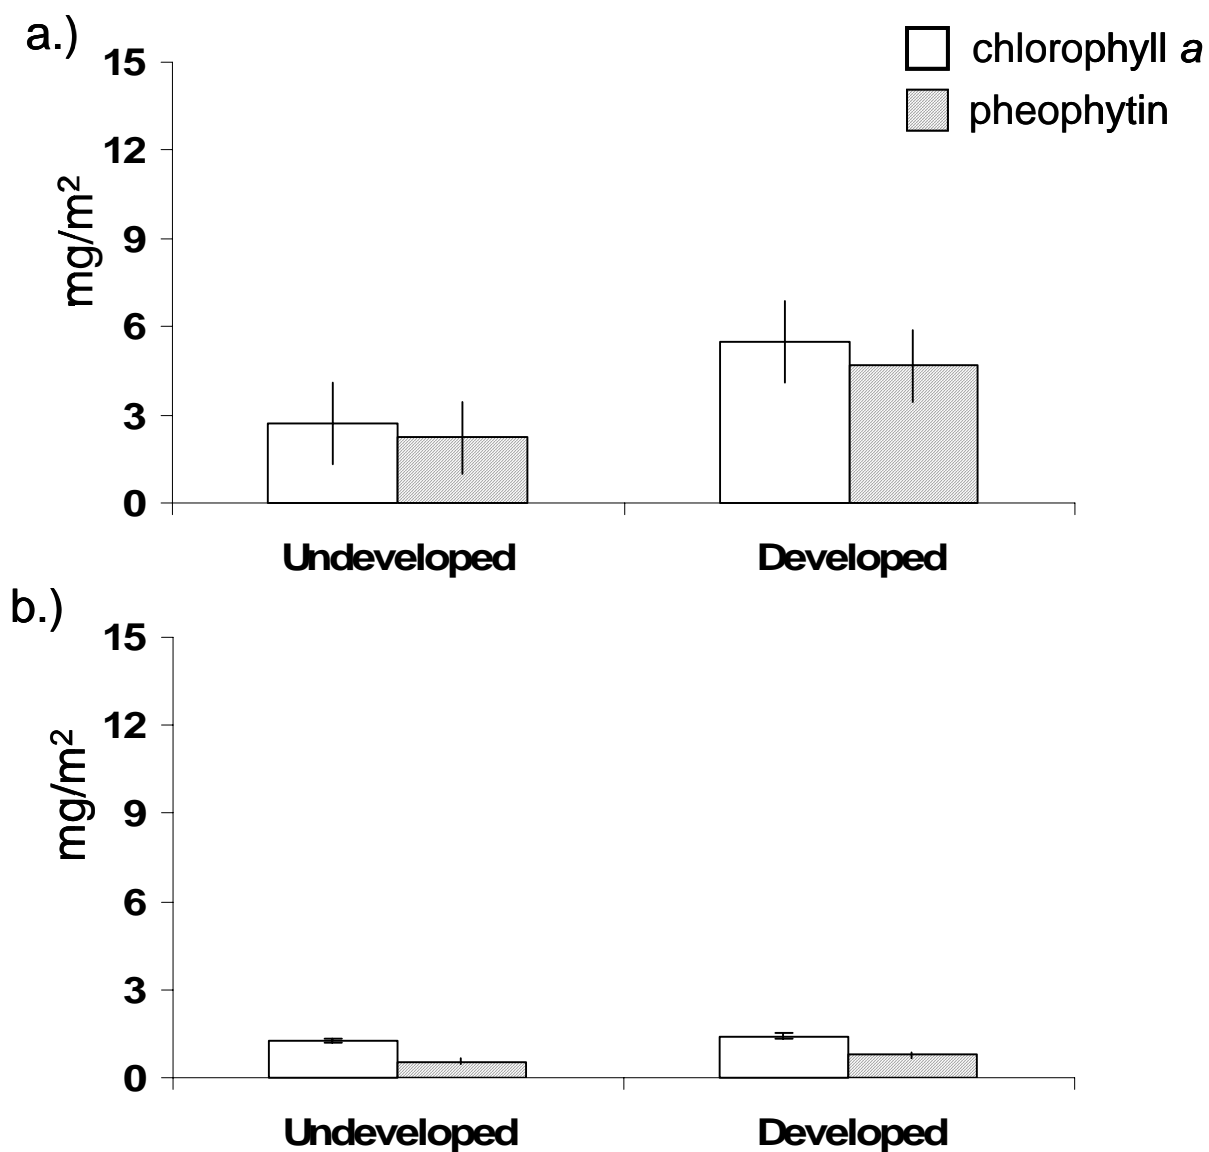 a.)
chlorophyll a
pheophytin
15
12
9
6
3
0
mg/m²
Undeveloped
Developed
b.)
15
12
9
6
3
0
mg/m²
Undeveloped
Developed